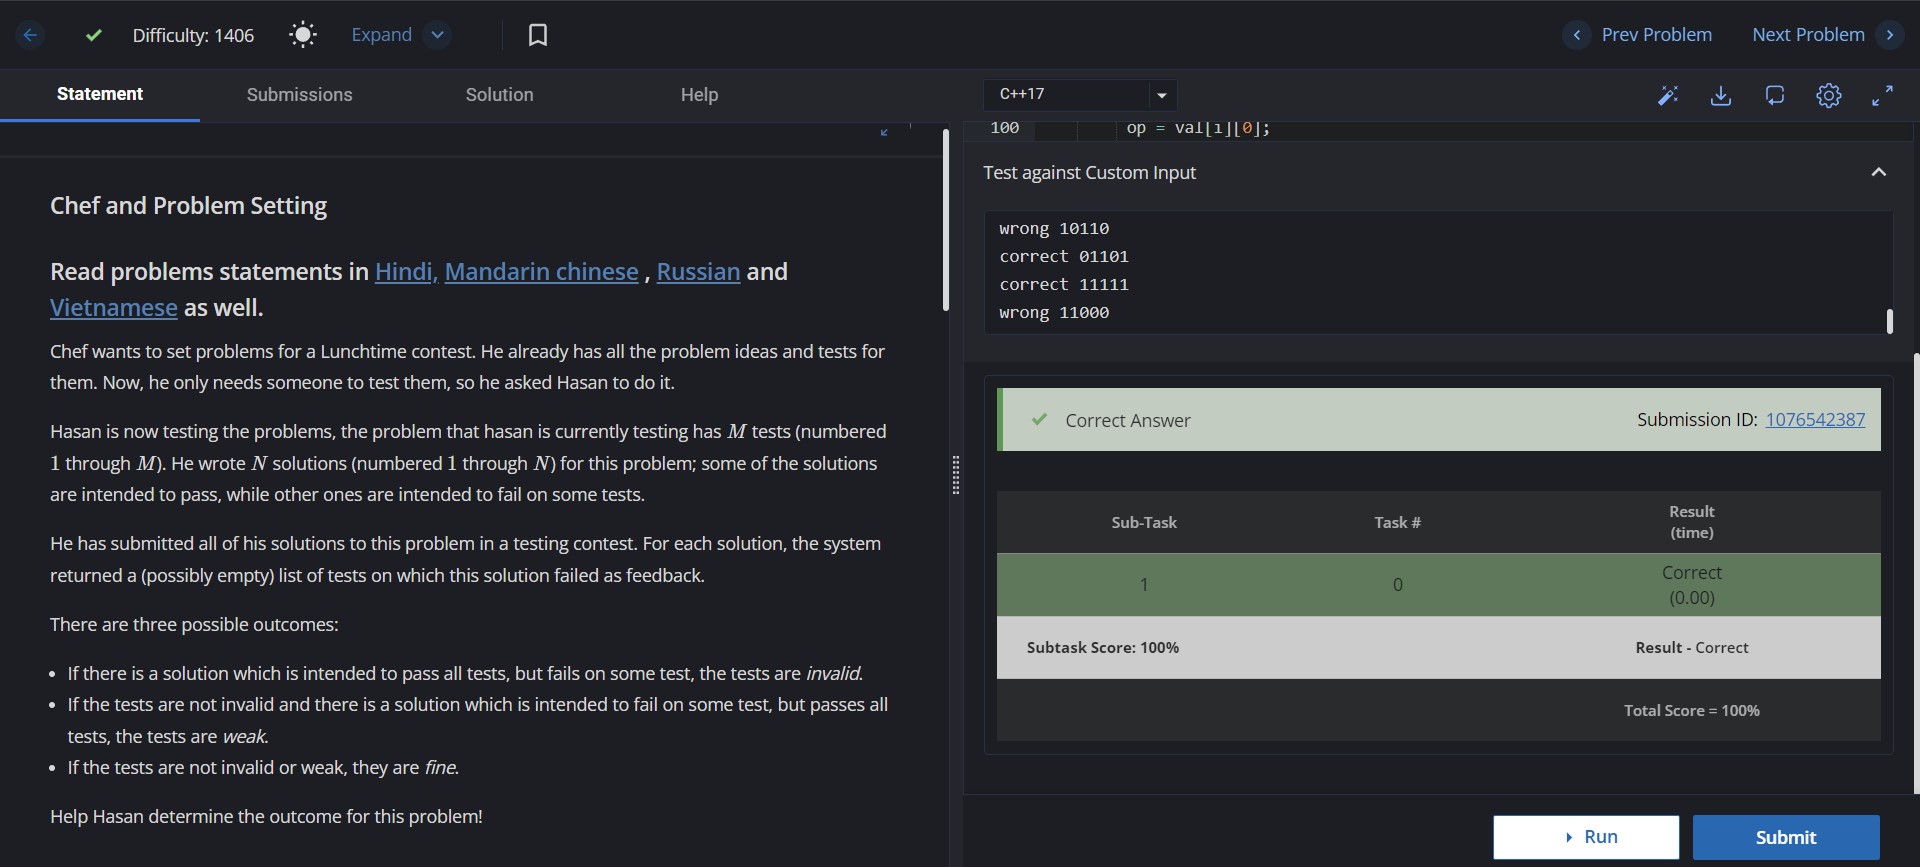 Difficulty: 1406
Expand
Prev Problem
Next Problem
Statement
Submissions
Solution
Help
Chef and Problem Setting
Read problems statements in Hindi, Mandarin chinese , Russian and
Vietnamese as well.
Chef wants to set problems for a Lunchtime contest. He already has all the problem ideas and tests for
them. Now, he only needs someone to test them, so he asked Hasan to do it.
Hasan is now testing the problems, the problem that hasan is currently testing has M tests (numbered
1 through M). He wrote N solutions (numbered 1 through N) for this problem; some of the solutions
are intended to pass, while other ones are intended to fail on some tests.
He has submitted all of his solutions to this problem in a testing contest. For each solution, the system
returned a (possibly empty) list of tests on which this solution failed as feedback.
There are three possible outcomes:
• If there is a solution which is intended to pass all tests, but fails on some test, the tests are invalid.
• If the tests are not invalid and there is a solution which is intended to fail on some test, but passes all
tests, the tests are weak.
• If the tests are not invalid or weak, they are fine.
Help Hasan determine the outcome for this problem!
C++17
100 op = val[i][0];
Test against Custom Input
wrong 10110
correct 01101
correct 11111
wrong 11000
Correct Answer
Submission ID: 1076542387
Sub-Task
Task #
Result
(time)
1
0
Correct
(0.00)
Subtask Score: 100%
Result - Correct
Total Score = 100%
Run
Submit